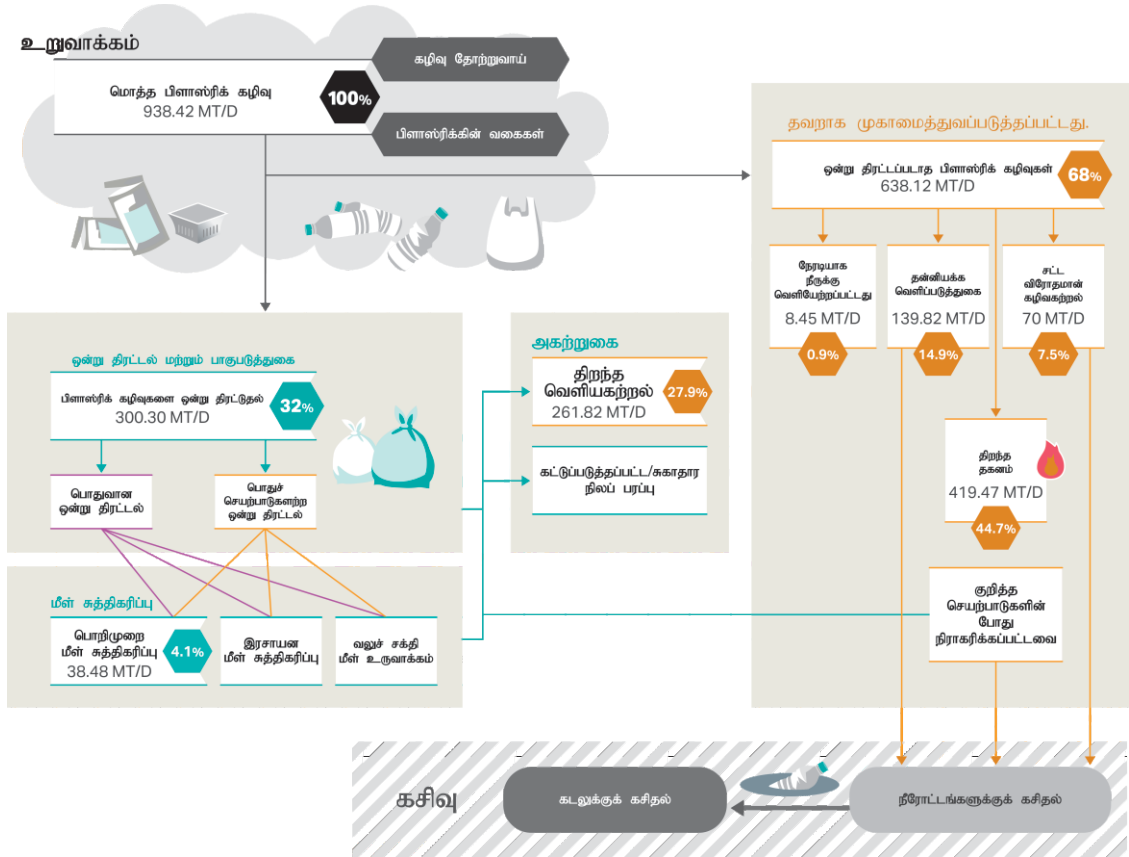 உறுவாக்கம்
மொத்த பிளாஸ்ரிக் கழிவு
938.42 MT/D
100%
கழிவு தோற்றுவாய்
பிளாஸ்ரிக்கின் வகைகள்
தவறாக முகாமைத்துவப்படுத்தப்பட்டது.
ஒன்று திரட்டப்படாத பிளாஸ்ரிக் கழிவுகள்
638.12 MT/D
68%
நேரடியாக
நீருக்கு
வெளியேற்றப்பட்டது
8.45 MT/D
0.9%
தன்னியக்க
வெளிப்படுத்துகை
139.82 MT/D
14.9%
சட்ட
விரோதமான்
கழிவகற்றல்
70 MT/D
7.5%
திறந்த
தகனம்
419.47 MT/D
44.7%
குறித்த
செயற்பாடுகளின்
போது
நிராகரிக்கப்பட்டவை
ஒன்று திரட்டல் மற்றும் பாகுபடுத்துகை
பிளாஸ்ரிக் கழிவுகளை ஒன்று திரட்டுதல்
300.30 MT/D
32%
பொதுவான
ஒன்று திரட்டல்
பொதுச்
செயற்பாடுகளற்ற
ஒன்று திரட்டல்
அகற்றுகை
திறந்த
வெளியகற்றல்
261.82 MT/D
27.9%
கட்டுப்படுத்தப்பட்ட/சுகாதார
நிலப் பரப்பு
மீள் சுத்திகரிப்பு
பொறிமுறை
மீள் சுத்திகரிப்பு
38.48 MT/D
4.1%
இரசாயன
மீள் சுத்திகரிப்பு
வலுச் சக்தி
மீள் உருவாக்கம்
கசிவு
கடலுக்குக் கசிதல்
நீரோட்டங்களுக்குக் கசிதல்